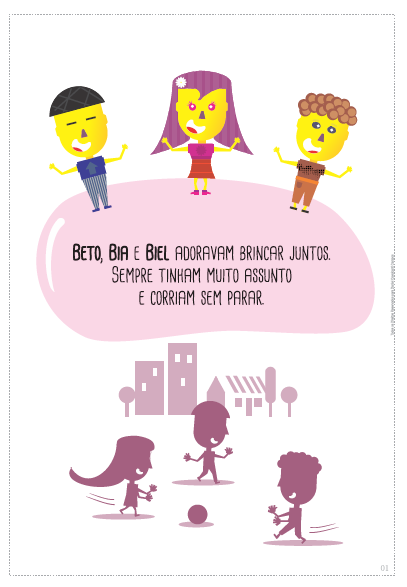 BETO, BIA E BIEL ADORAVAM BRINCAR JUNTOS.
SEMPRE TINHAM MUITO ASSUNTO
E CORRIAM SEM PARAR.
01